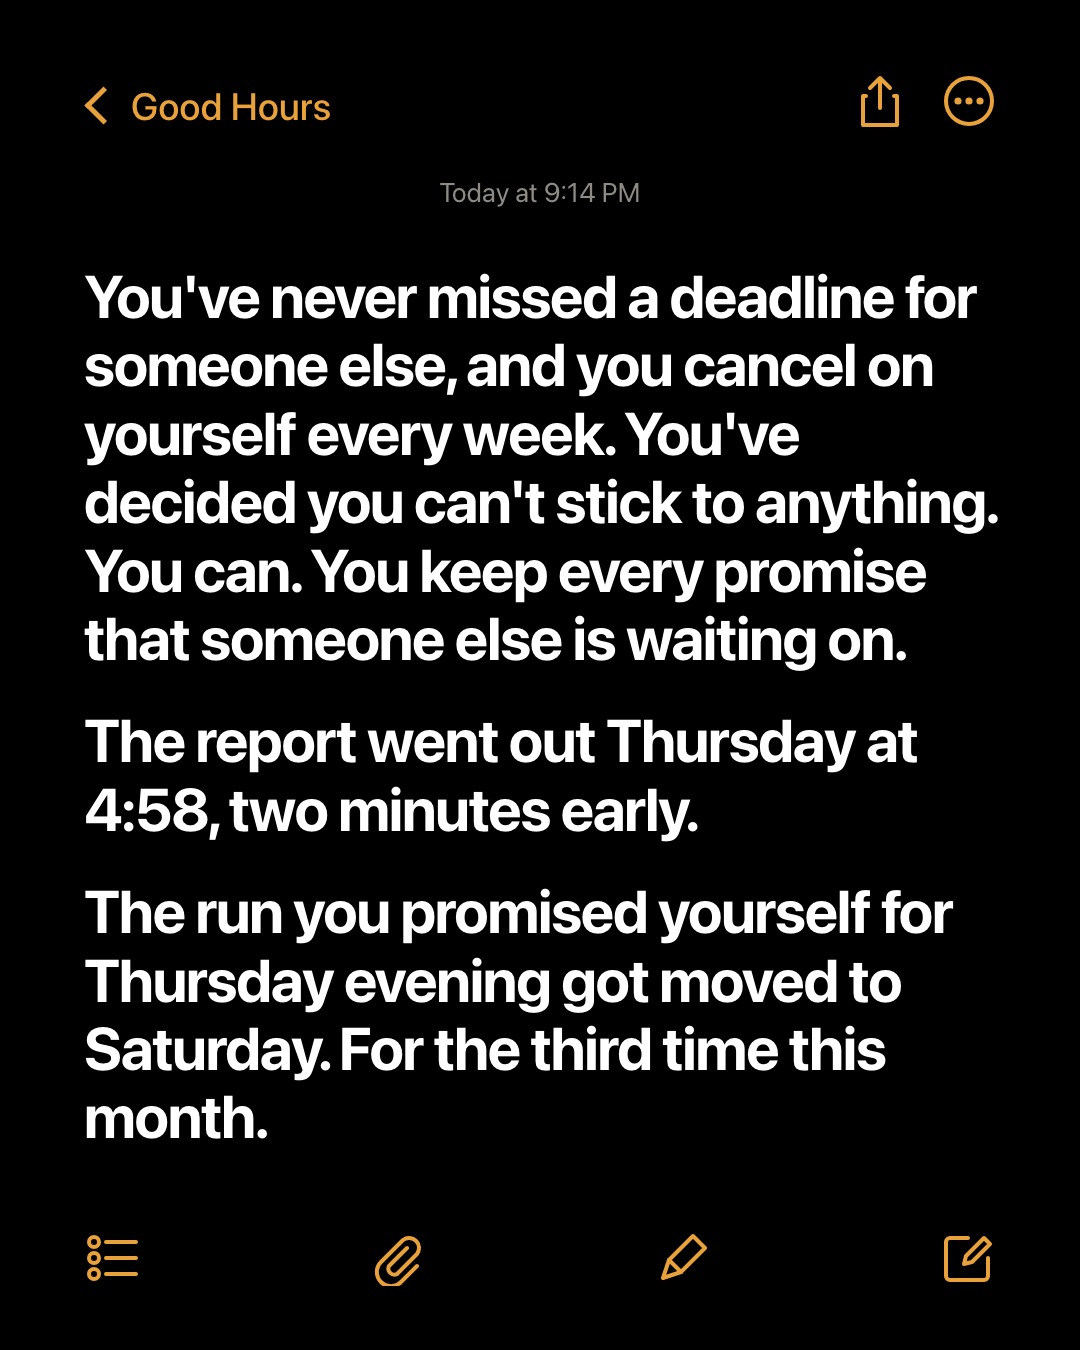 Good Hours
Today at 9:14 PM
You've never missed a deadline for
someone else, and you cancel on
yourself every week. You've
decided you can't stick to anything.
You can. You keep every promise
that someone else is waiting on.
The report went out Thursday at
4:58, two minutes early.
The run you promised yourself for
Thursday evening got moved to
Saturday. For the third time this
month.